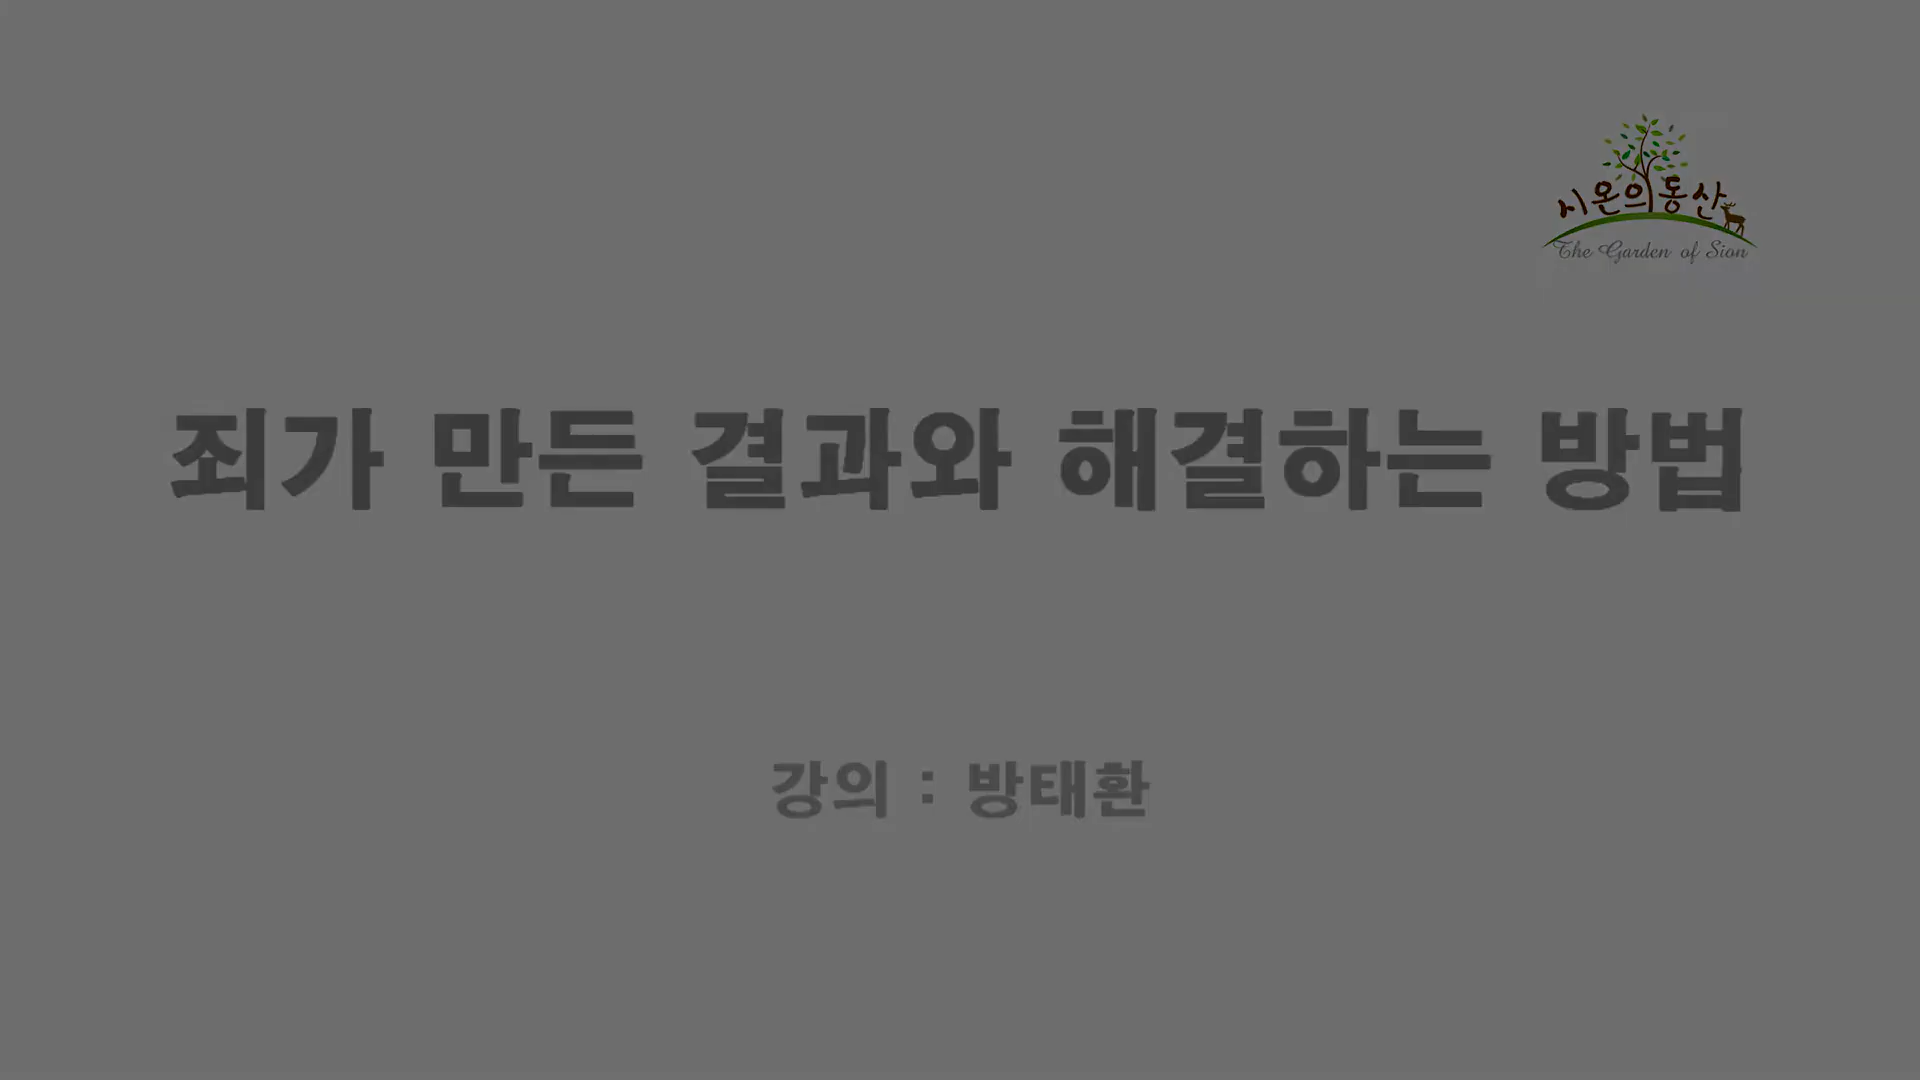 시온의동산
The Garden of Sion
죄가 만든 결과와 해결하는 방법
강의 : 방태환